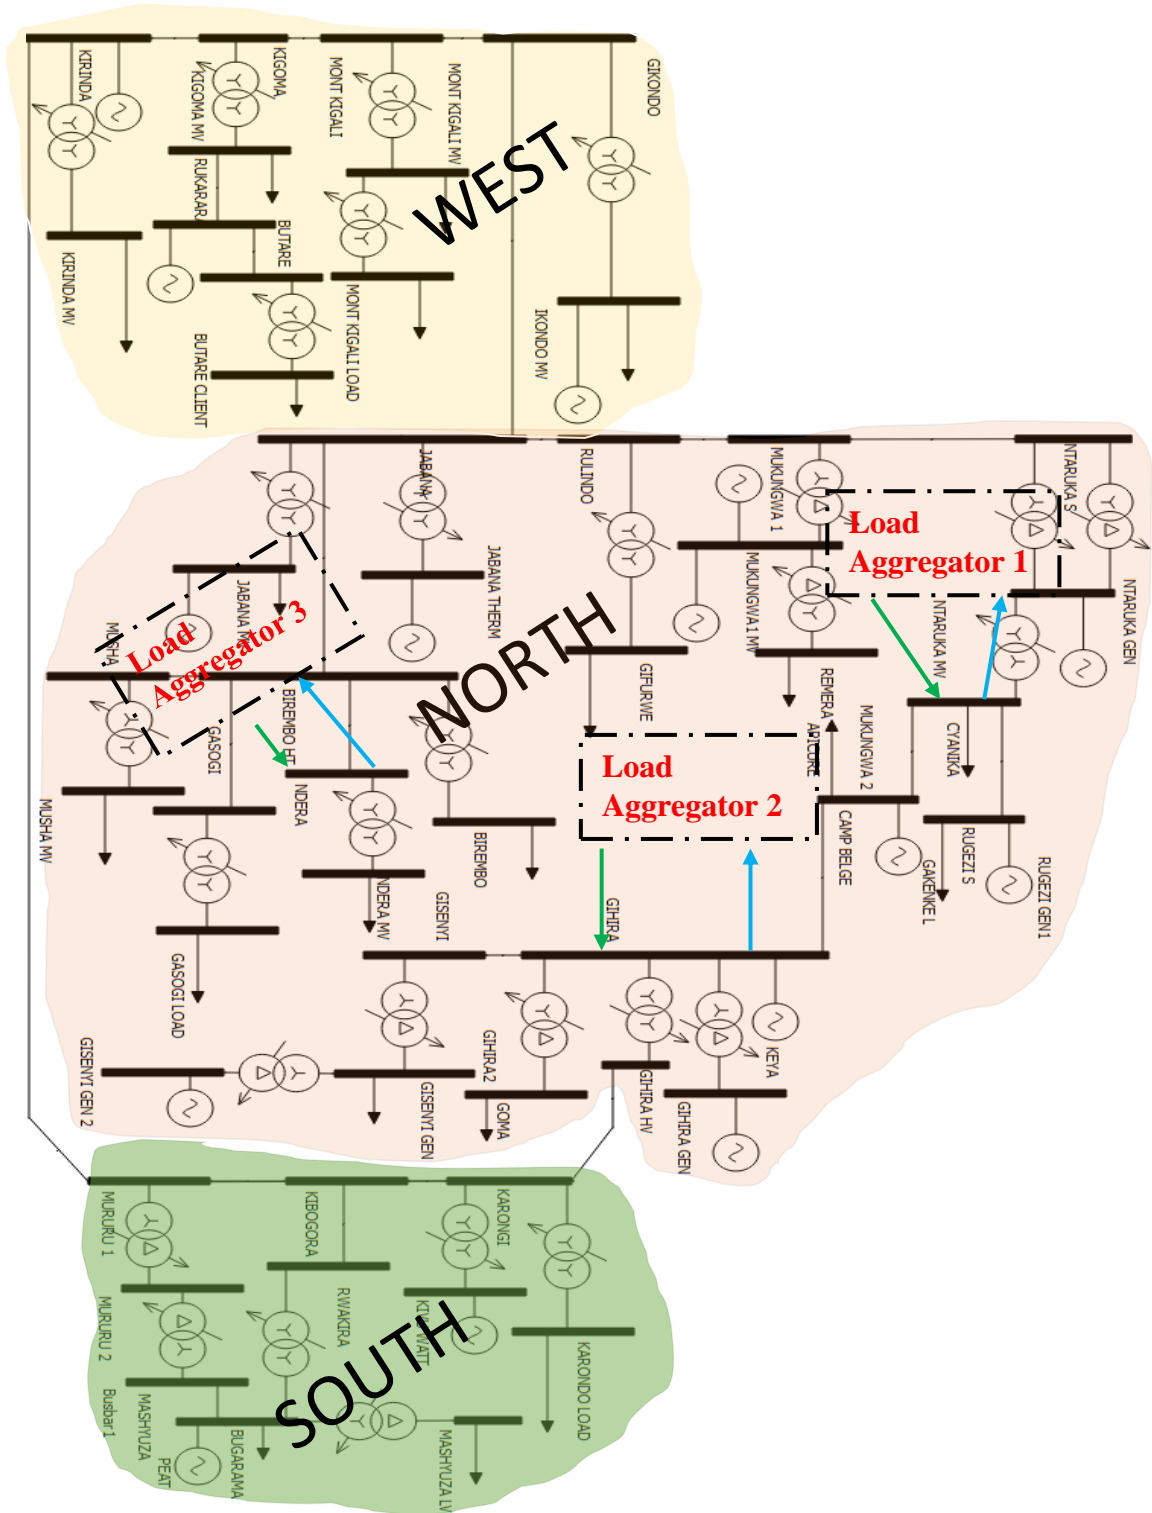 KIRINDA
KIGOMA
KIGOMA MV
MONT KIGALI
MONT KIGALI MV
GIKONDO
WEST
BUTARE
KIRINDA MV
MONT KIGALI LOAD
IKONDO MV
BUTARE CLIENT
JABANA
RULINDO
MUKUNGWA 1
NTARUKA S
Load
Aggregator 1
JABANA THERM
MUKUNGWA1 MV
NTARUKA GEN
NTARUKA MV
Load
Aggregator 3
MUSHA
NORTH
GIFURWE
REMERA
BIREMBO HT
GASOGI
MUKUNGWA 2
CYANIKA
Load
Aggregator 2
NDERA
MUSHA MV
BIREMBO
CAMP BELGE
RUGEZI S
GAKENKE L
RUGEZI GEN1
NDERA MV
GISENYI
GIHIRA
GASOGI LOAD
GISENYI GEN 2
GIHIRA2
KEYA
GISENYI GEN
GOMA
GIHIRA HV
GIHIRA GEN
MURURU 1
KIBOGORA
KARONGI
MURURU 2
RWAKIRA
SOUTH
KARONDO LOAD
Busbar1
MASHYUZA
PEAT
BUGARAMA
MASHYUZA LV